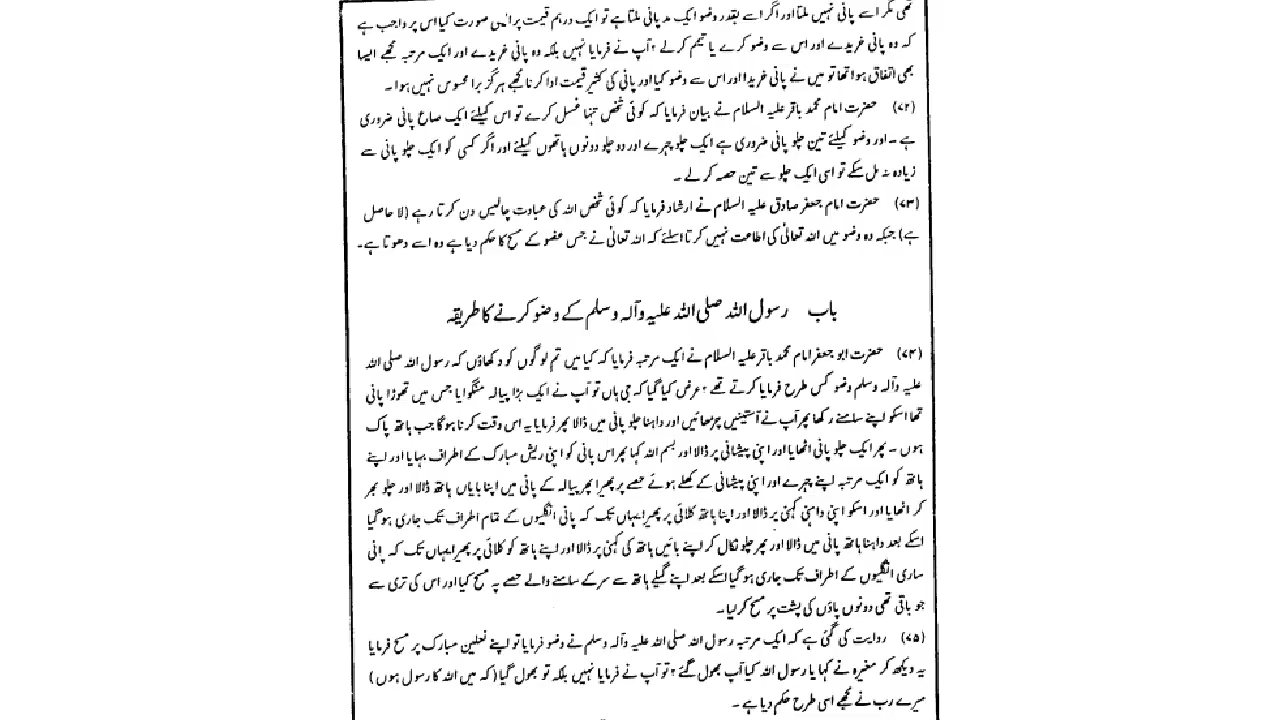 تھی مگر اسے پانی نہیں ملتا اور اگر اسے بقدر وضو ایک مد پانی ملتا ہے تو ایک درہم قیمت پر ایسی صورت کیا اس پر واجب ہے
کہ وہ پانی خریدے اور اس سے وضو کرے یا تیمم کرلے ؟ آپ نے فرمایا نہیں بلکہ وہ پانی خریدے اور ایک مرتبہ مجھے ایسا
بھی اتفاق ہوا تھا تو میں نے پانی خریدا اور اس سے وضو کیا اور پانی کی کثیر قیمت ادا کرنا مجھے ہرگز برا محسوس نہیں ہوا ۔
(۷۲) حضرت امام محمد باقر علیہ السلام نے بیان فرمایا کہ کوئی شخص تنہا غسل کرے تو اس کیلئے ایک صاع پانی ضروری
ہے ۔ اور وضو کیلئے تین چلو پانی ضروری ہے ایک چلو چہرے اور دو چلو دونوں ہاتھوں کیلئے اور اگر کسی کو ایک چلو پانی سے
زیادہ نہ مل سکے تو اسی ایک چلو سے تین حصہ کرلے ۔
(۷۳) حضرت امام جعفر صادق علیہ السلام نے ارشاد فرمایا کہ کوئی شخص اللہ کی عبادت چالیس دن کرتا رہے (لا حاصل
ہے) جبکہ وہ وضو میں اللہ تعالیٰ کی اطاعت نہیں کرتا اسلئے کہ اللہ تعالیٰ نے جس عضو کے مسح کا حکم دیا ہے وہ اسے دھوتا ہے۔
باب رسول اللہ صلی اللہ علیہ وآلہ وسلم کے وضو کرنے کا طریقہ
(۷۴) حضرت ابو جعفر امام محمد باقر علیہ السلام نے ایک مرتبہ فرمایا کہ کیا میں تم لوگوں کو دکھاؤں کہ رسول اللہ صلی اللہ
علیہ وآلہ وسلم وضو کس طرح فرمایا کرتے تھے ؟ عرض کیا گیا کہ جی ہاں تو آپ نے ایک بڑا پیالہ منگوایا جس میں تھوڑا پانی
تھا اسکو اپنے سامنے رکھا پھر آپ نے آستینیں چڑھائیں اور داہنا چلو پانی میں ڈالا پھر فرمایا یہ اس وقت کرنا ہوگا جب ہاتھ پاک
ہوں ۔ پھر ایک چلو پانی اٹھایا اور اپنی پیشانی پر ڈالا اور بسم اللہ کہا پھر اس پانی کو اپنی ریش مبارک کے اطراف بہایا اور اپنے
ہاتھ کو ایک مرتبہ اپنے چہرے اور اپنی پیشانی کے کھلے ہوئے حصے پر پھیرا پھر پیالہ کے پانی میں اپنا بایاں ہاتھ ڈالا اور چلو بھر
کر اٹھایا اور اسکو اپنی داہنی کہنی پر ڈالا اور اپنا ہاتھ کلائی پر پھیرا یہاں تک کہ پانی انگلیوں کے تمام اطراف تک جاری ہوگیا
اسکے بعد داہنا ہاتھ پانی میں ڈالا اور پھر چلو نکال کر اپنے بائیں ہاتھ کی کہنی پر ڈالا اور اپنے ہاتھ کو کلائی پر پھیرا یہاں تک کہ پانی
ساری انگلیوں کے اطراف تک جاری ہوگیا اسکے بعد اپنے گیلے ہاتھ سے سر کے سامنے والے حصے پہ مسح کیا اور اس کی تری سے
جو باقی تھی دونوں پاؤں کی پشت پر مسح کرلیا۔
(۷۵) روایت کی گئی ہے کہ ایک مرتبہ رسول اللہ صلی اللہ علیہ وآلہ وسلم نے وضو فرمایا تو اپنے نعلین مبارک پر مسح فرمایا
یہ دیکھ کر مغیرہ نے کہا یا رسول اللہ کیا آپ بھول گئے ؟ تو آپ نے فرمایا نہیں بلکہ تو بھول گیا (کہ میں اللہ کا رسول ہوں)
میرے رب نے مجھے اسی طرح حکم دیا ہے ۔